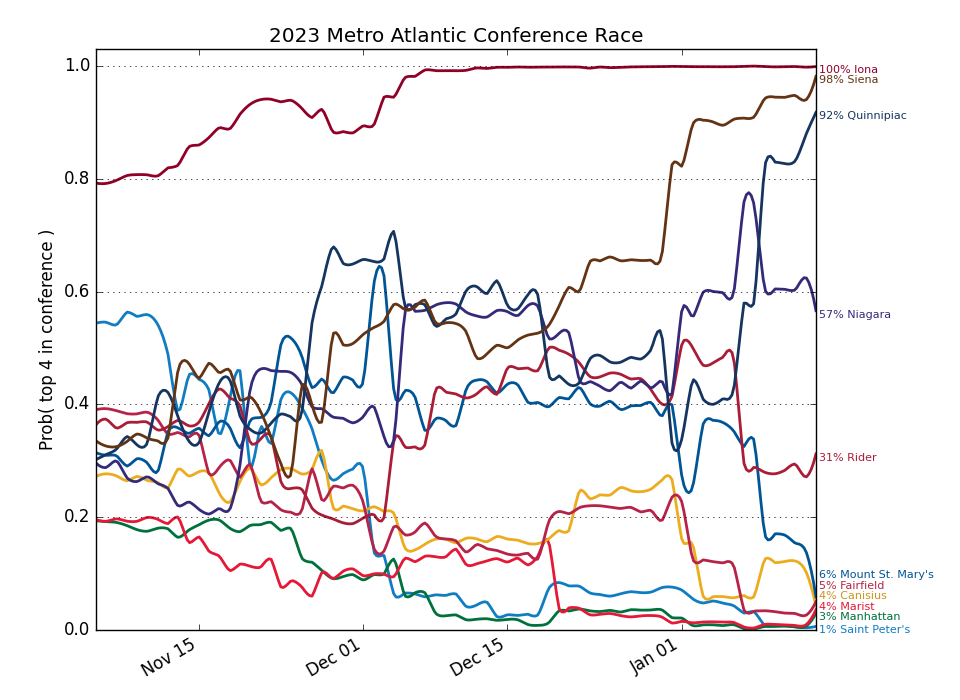 2023 Metro Atlantic Conference Race
Prob( top 4 in conference )
1.0
0.8
0.6
0.4
0.2
0.0
Nov 15
Dec 01
Dec 15
Jan 01
100% Iona
98% Siena
92% Quinnipiac
57% Niagara
31% Rider
6% Mount St. Mary's
5% Fairfield
4% Canisius
4% Marist
3% Manhattan
1% Saint Peter's